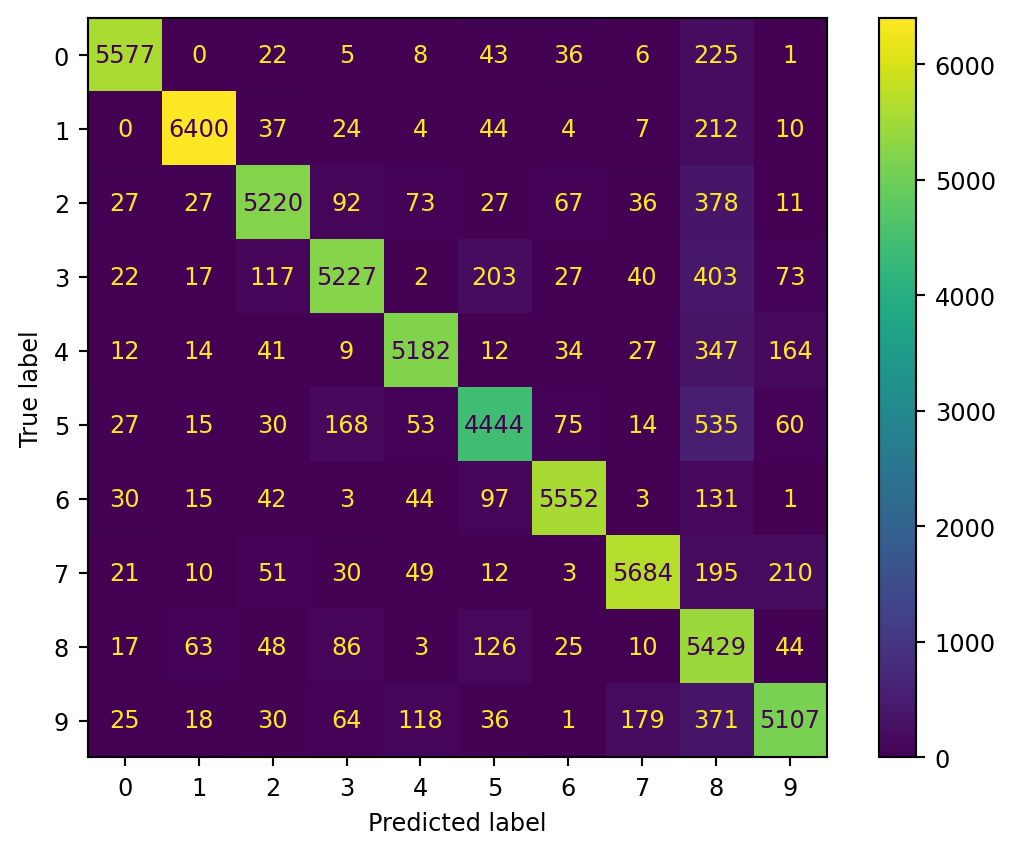 0 5577 0 22 5 8 43 36 6 225 1
1 0 6400 37 24 4 44 4 7 212 10
2 27 27 5220 92 73 27 67 36 378 11
3 22 17 117 5227 2 203 27 40 403 73
4 12 14 41 9 5182 12 34 27 347 164
5 27 15 30 168 53 4444 75 14 535 60
6 30 15 42 3 44 97 5552 3 131 1
7 21 10 51 30 49 12 3 5684 195 210
8 17 63 48 86 3 126 25 10 5429 44
9 25 18 30 64 118 36 1 179 371 5107
0 1 2 3 4 5 6 7 8 9
Predicted label
True label
6000
5000
4000
3000
2000
1000
0